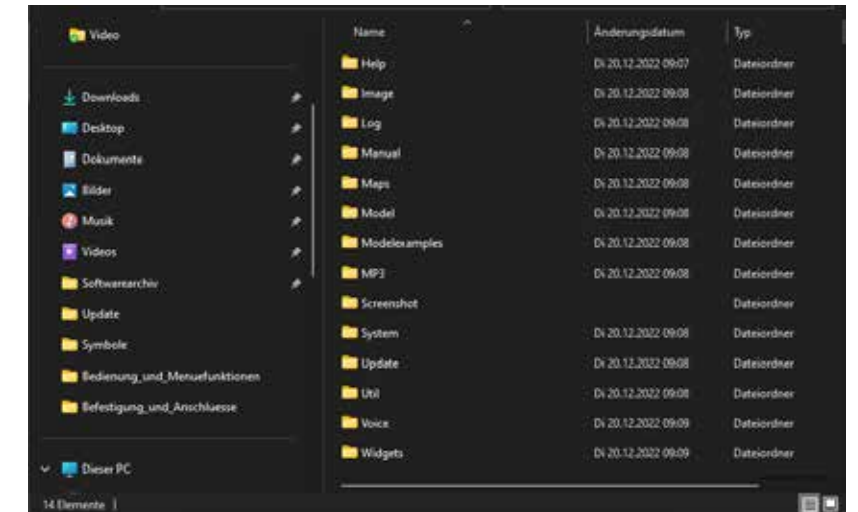 Video
Downloads
Desktop
Dokumente
Bilder
Musik
Videos
Softwarearchiv
Update
Symbole
Bedienung_und_Menuefunktionen
Befestigung_und_Anschluesse
Dieser PC
Name Änderungsdatum Typ
Help Di 20.12.2022 09:07 Dateiordner
Image Di 20.12.2022 09:08 Dateiordner
Log Di 20.12.2022 09:08 Dateiordner
Manual Di 20.12.2022 09:08 Dateiordner
Maps Di 20.12.2022 09:08 Dateiordner
Model Di 20.12.2022 09:08 Dateiordner
Modelexamples Di 20.12.2022 09:08 Dateiordner
MP3 Di 20.12.2022 09:08 Dateiordner
Screenshot Dateiordner
System Di 20.12.2022 09:08 Dateiordner
Update Di 20.12.2022 09:08 Dateiordner
Util Di 20.12.2022 09:08 Dateiordner
Voice Di 20.12.2022 09:09 Dateiordner
Widgets Di 20.12.2022 09:09 Dateiordner
14 Elemente